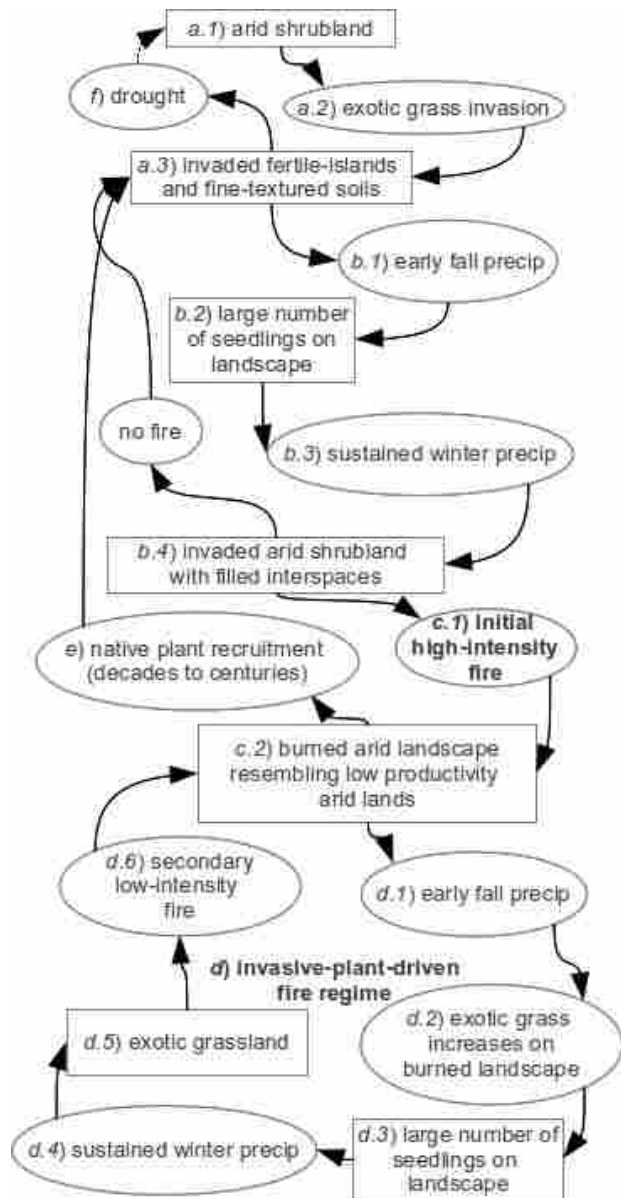 a.1) arid shrubland
f) drought
a.2) exotic grass invasion
a.3) invaded fertile-islands
and fine-textured soils
b.1) early fall precip
b.2) large number
of seedlings on
landscape
no fire
b.3) sustained winter precip
b.4) invaded arid shrubland
with filled interspaces
c.1) Initial
high-intensity
fire
e) native plant recruitment
(decades to centuries)
c.2) burned arid landscape
resembling low productivity
arid lands
d.6) secondary
low-intensity
fire
d.1) early fall precip
d) invasive-plant-driven
fire regime
d.2) exotic grass
increases on
burned landscape
d.5) exotic grassland
d.4) sustained winter precip
d.3) large number of
seedlings on
landscape